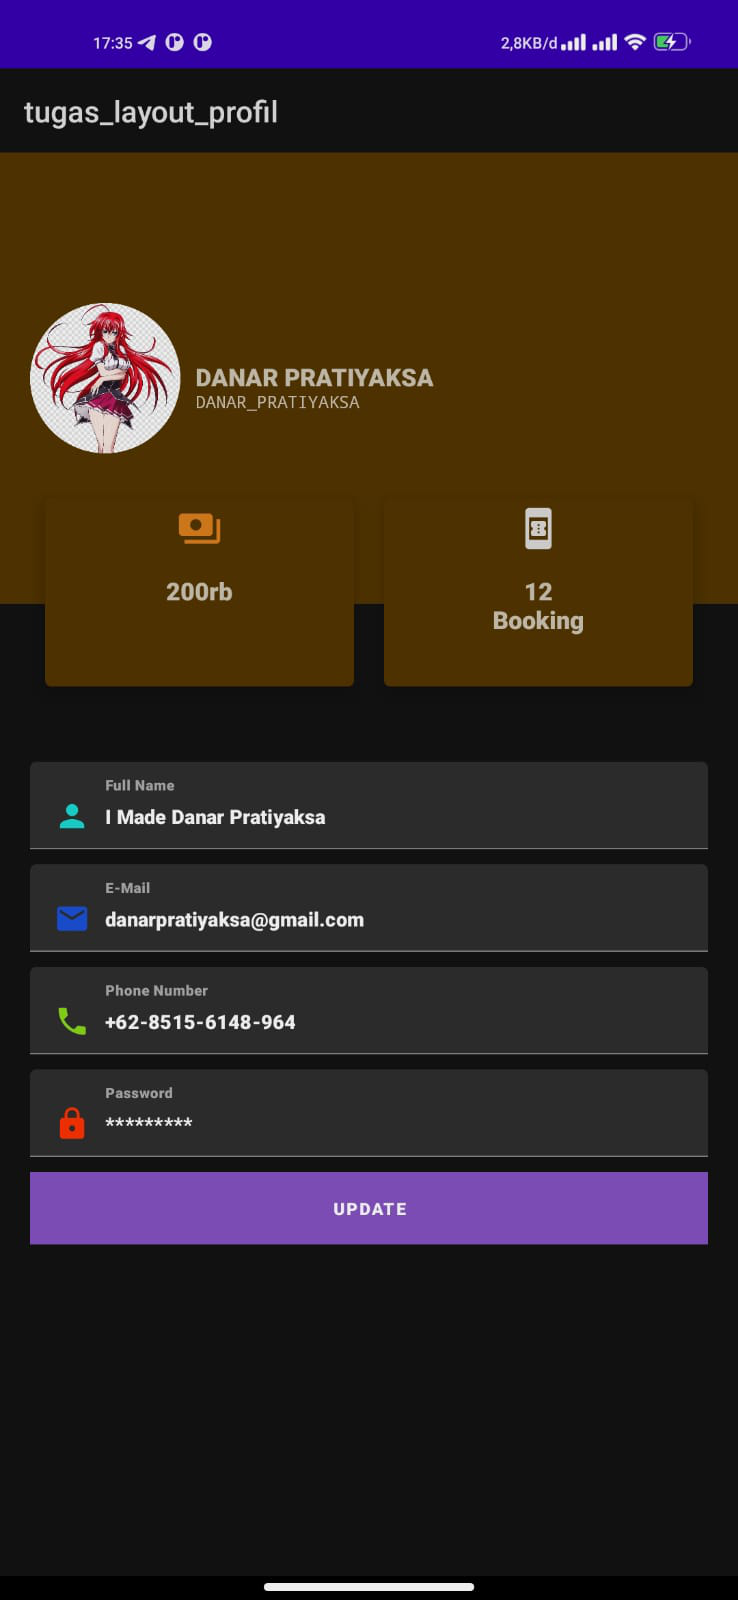 17:35
2,8KB/d
tugas_layout_profil
DANAR PRATIYAKSA
DANAR_PRATIYAKSA
200rb
12
Booking
Full Name
I Made Danar Pratiyaksa
E-Mail
danarpratiyaksa@gmail.com
Phone Number
+62-8515-6148-964
Password
*********
UPDATE